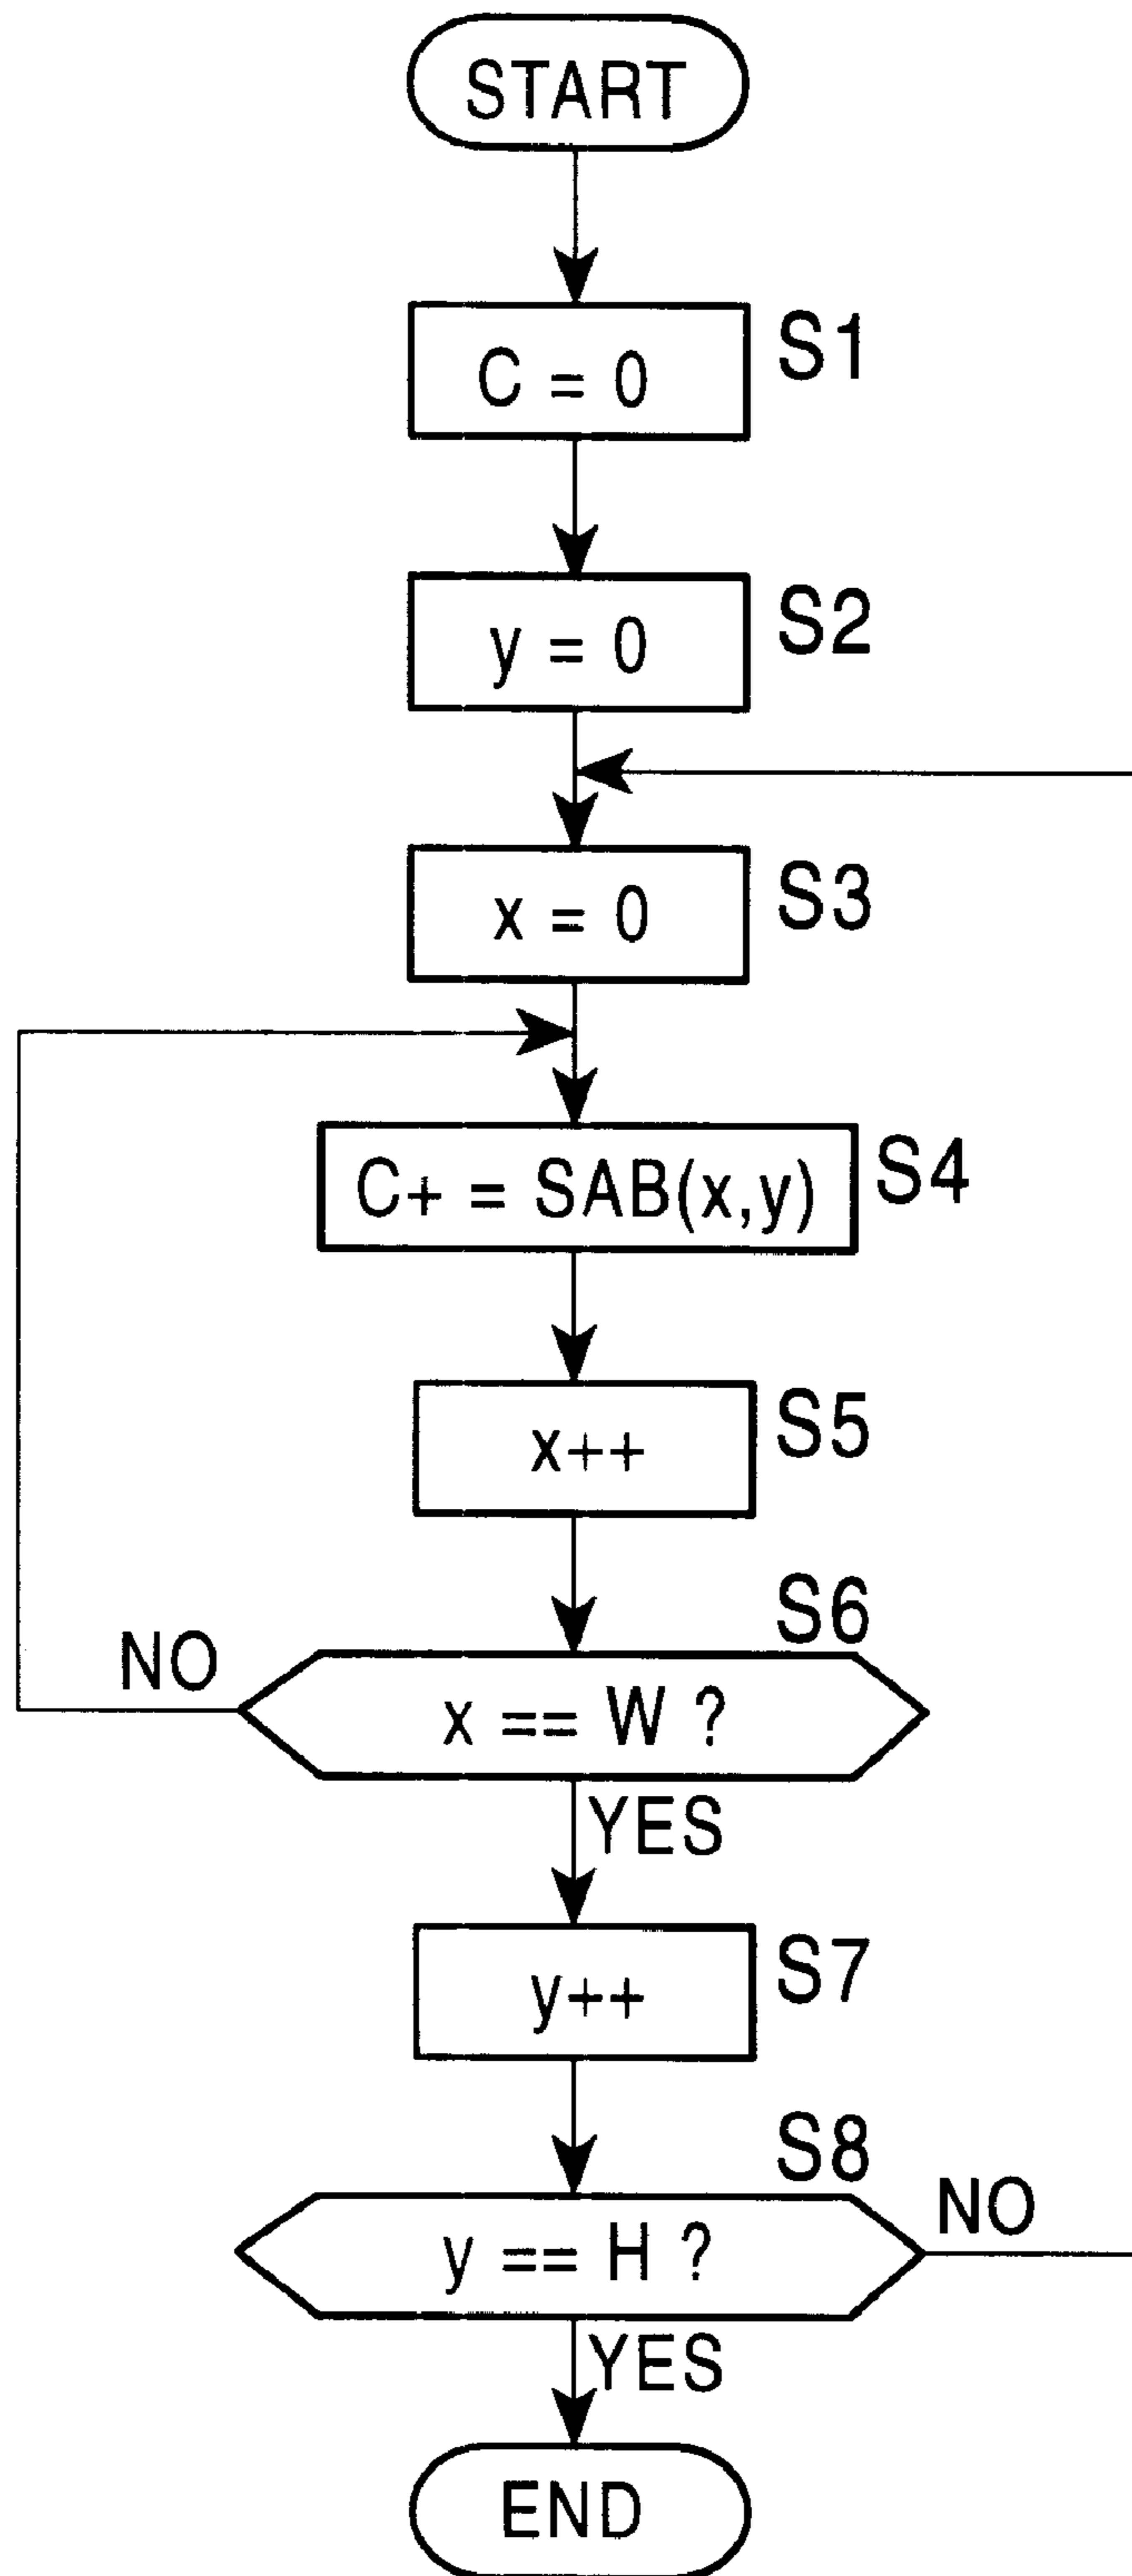 START
C = 0 S1
y = 0 S2
x = 0 S3
C+ = SAB(x,y) S4
x++ S5
S6
NO
x == W ?
YES
y++ S7
S8
NO
y == H ?
YES
END